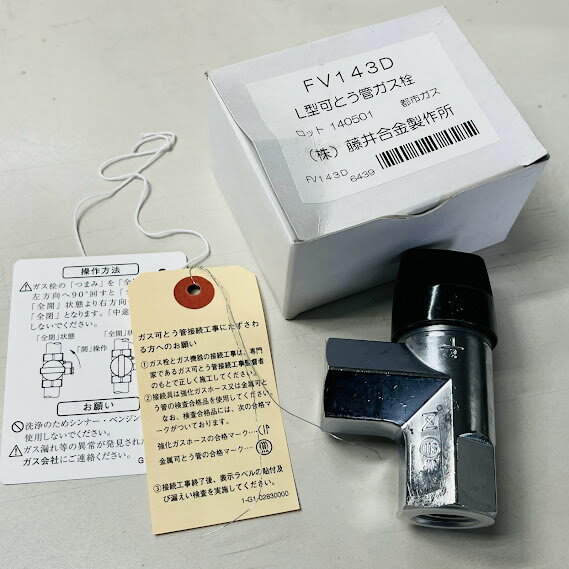 FV143D
L型可とう管ガス栓
ロット 140501 都市ガス
(株) 藤井合金製作所
FV143D 6439
操作方法
⚠ガス栓の「つまみ」を「全
左方向へ90°回すと「
「全開」状態より右方向
「全閉」となります。「中途
しないでください。
「全閉」状態 「全開」
「開」操作
お願い
洗浄のためシンナー・ベンジン
使用しないでください。
⚠ガス漏れ等の異常が発見された
ガス会社にご連絡ください。
ガス可とう管接続工事にたずさわ
る方へのお願い
①ガス栓とガス機器の接続工事は、専門
家であるガス可とう管接続工事監督者
のもとで正しく施工してください。
②接続具は強化ガスホース又は金属可と
う管の検査合格品を使用してください。
なお、検査合格品には、次の合格マ
ークがついております。
強化ガスホースの合格マーク…
金属可とう管の合格マーク…
③接続工事終了後、表示ラベルの貼付及
び漏えい検査を実施してください。
1-G1-02830000